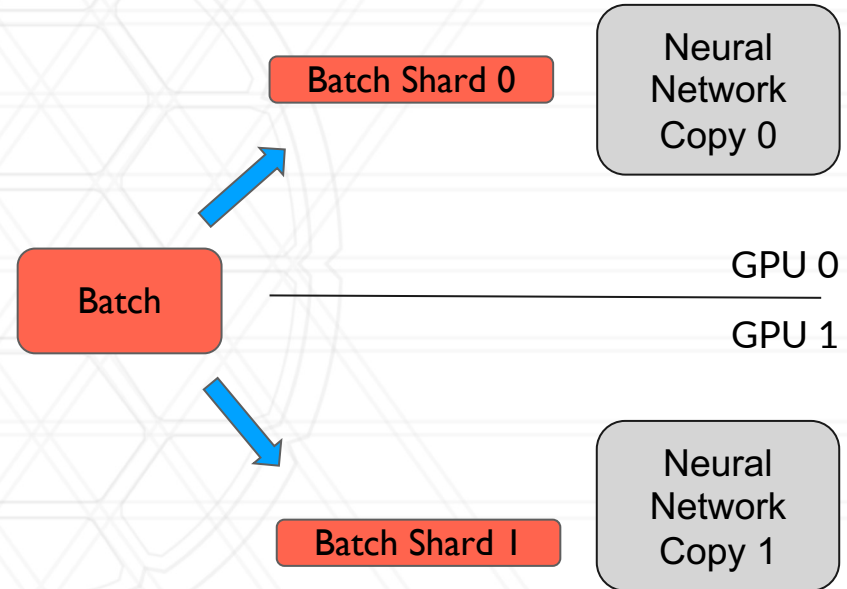 Batch Shard 0
Neural
Network
Copy 0
GPU 0
Batch
GPU 1
Neural
Network
Copy 1
Batch Shard 1